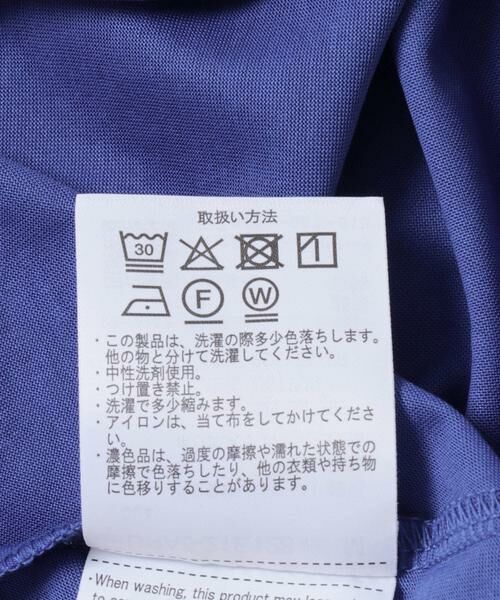 取扱い方法
30
F W
・この製品は、洗濯の際多少色落ちします。
他の物と分けて洗濯してください。
・中性洗剤使用。
・つけ置き禁止。
・洗濯で多少縮みます。
・アイロンは、当て布をしてかけてくださ
い。
・濃色品は、過度の摩擦や濡れた状態での
摩擦で色落ちしたり、他の衣類や持ち物
に色移りすることがあります。
・When washing, this product may